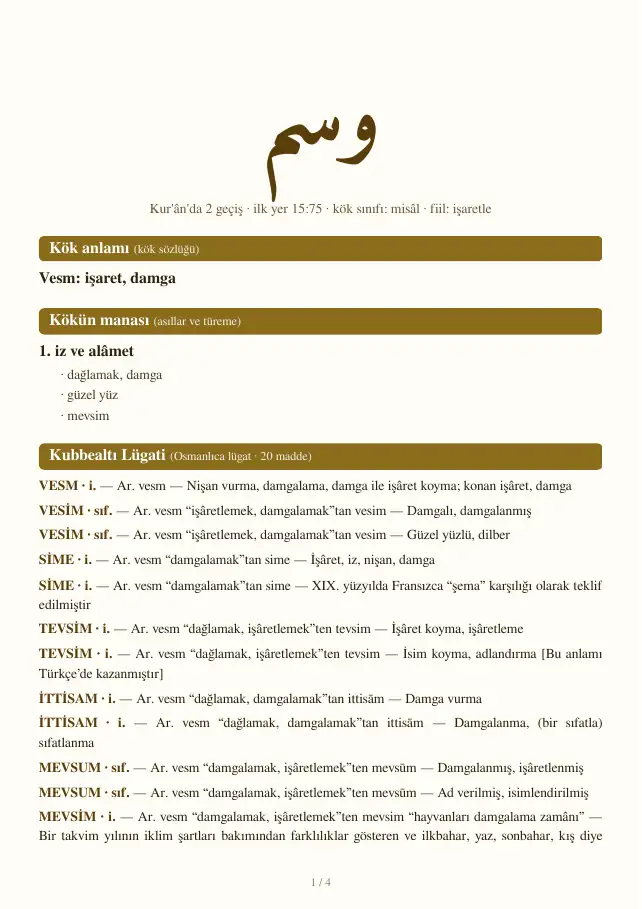 وسم
Kur'ân'da 2 geçiş · ilk yer 15:75 · kök sınıfı: misâl · fiil: işaretle
Kök anlamı (kök sözlüğü)
Vesm: işaret, damga
Kökün manası (asıllar ve türeme)
1. iz ve alâmet
· dağlamak, damga
· güzel yüz
· mevsim
Kubbealtı Lügati (Osmanlıca lügat · 20 madde)
VESM · i. — Ar. vesm — Nişan vurma, damgalama, damga ile işâret koyma; konan işâret, damga
VESİM · sıf. — Ar. vesm “işâretlemek, damgalamak”tan vesim — Damgalı, damgalanmış
VESİM · sıf. — Ar. vesm “işâretlemek, damgalamak”tan vesim — Güzel yüzlü, dilber
SİME · i. — Ar. vesm “damgalamak”tan sime — İşâret, iz, nişan, damga
SİME · i. — Ar. vesm “damgalamak”tan sime — XIX. yüzyılda Fransızca “şema” karşılığı olarak teklif
edilmiştir
TEVSİM · i. — Ar. vesm “dağlamak, işâretlemek”ten tevsim — İşâret koyma, işâretleme
TEVSİM · i. — Ar. vesm “dağlamak, işâretlemek”ten tevsim — İsim koyma, adlandırma [Bu anlamı
Türkçe’de kazanmıştır]
İTTİSAM · i. — Ar. vesm “dağlamak, damgalamak”tan ittisām — Damga vurma
İTTİSAM · i. — Ar. vesm “dağlamak, damgalamak”tan ittisām — Damgalanma, (bir sıfatla)
sıfatlanma
MEVSUM · sıf. — Ar. vesm “damgalamak, işâretlemek”ten mevsūm — Damgalanmış, işâretlenmiş
MEVSUM · sıf. — Ar. vesm “damgalamak, işâretlemek”ten mevsūm — Ad verilmiş, isimlendirilmiş
MEVSİM · i. — Ar. vesm “damgalamak, işâretlemek”ten mevsim “hayvanları damgalama zamânı” —
Bir takvim yılının iklim şartları bakımından farklılıklar gösteren ve ilkbahar, yaz, sonbahar, kış diye
1 / 4